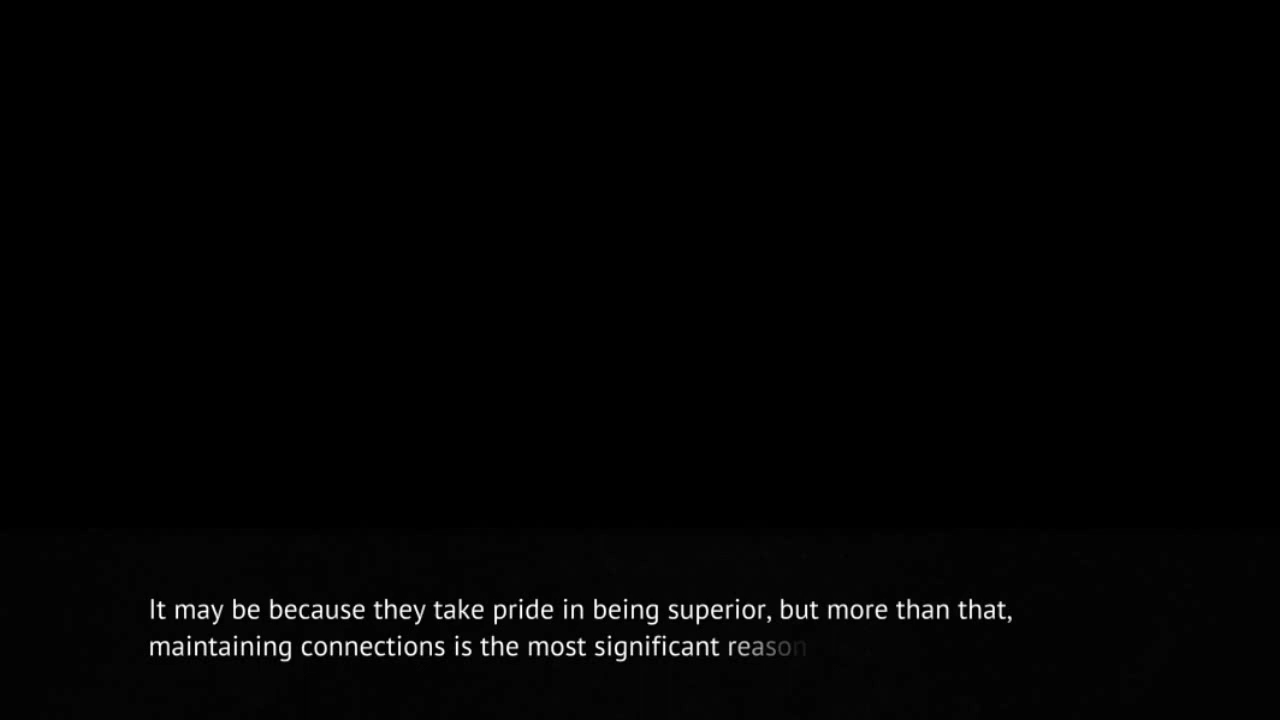 It may be because they take pride in being superior, but more than that,
maintaining connections is the most significant reason